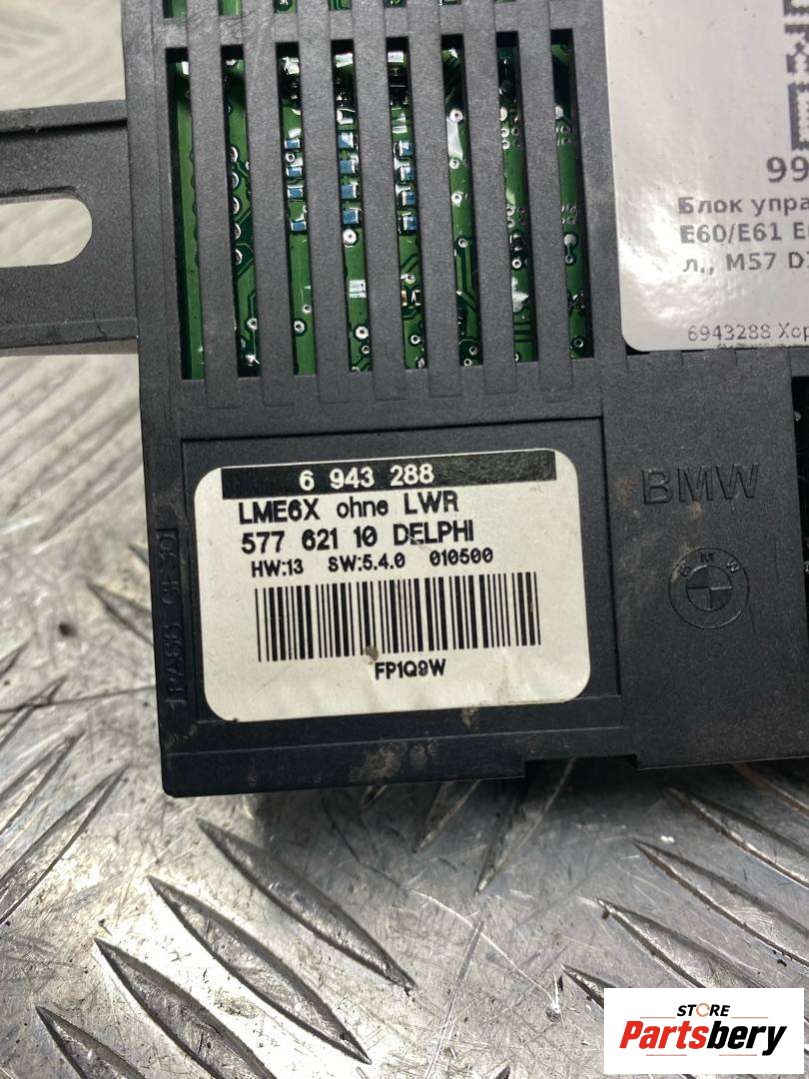 99
Блок упра
E60/E61 E
л., M57 D
6943288 Хор
6 943 288
LME6X ohne LWR
577 621 10 DELPHI
HW:13 SW:5.4.0 010500
FP1Q9W
BMW
STORE
Partsbery